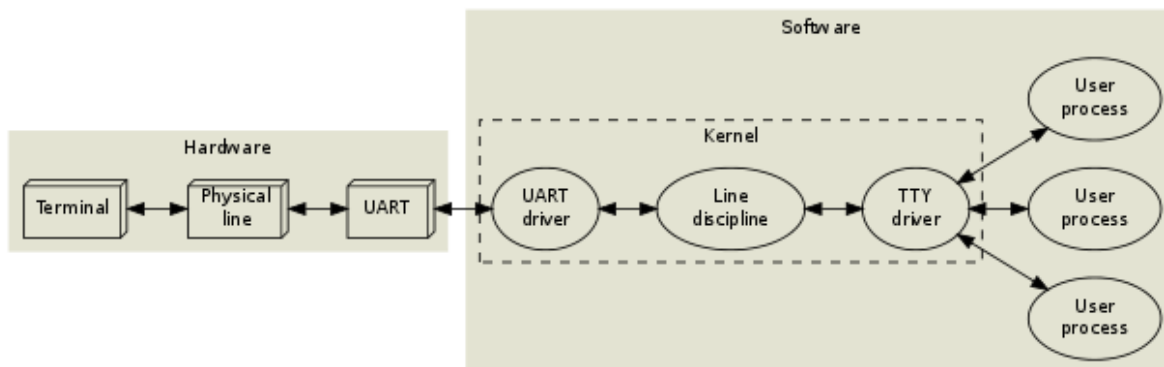 Software
User
process
Kernel
Hardware
Terminal
Physical
line
UART
UART
driver
Line
discipline
TTY
driver
User
process
User
process